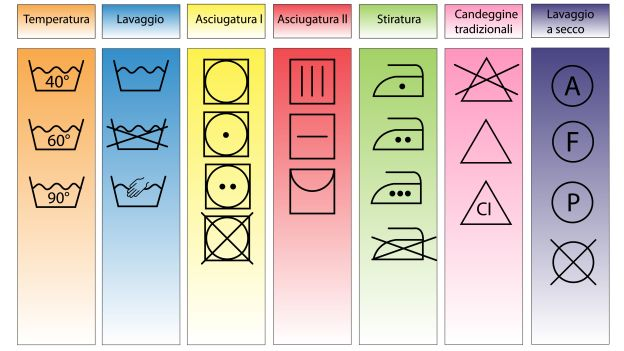 Temperatura
Lavaggio
Asciugatura I
Asciugatura II
Stiratura
Candeggine
tradizionali
Lavaggio
a secco
40°
60°
90°
Cl
A
F
P